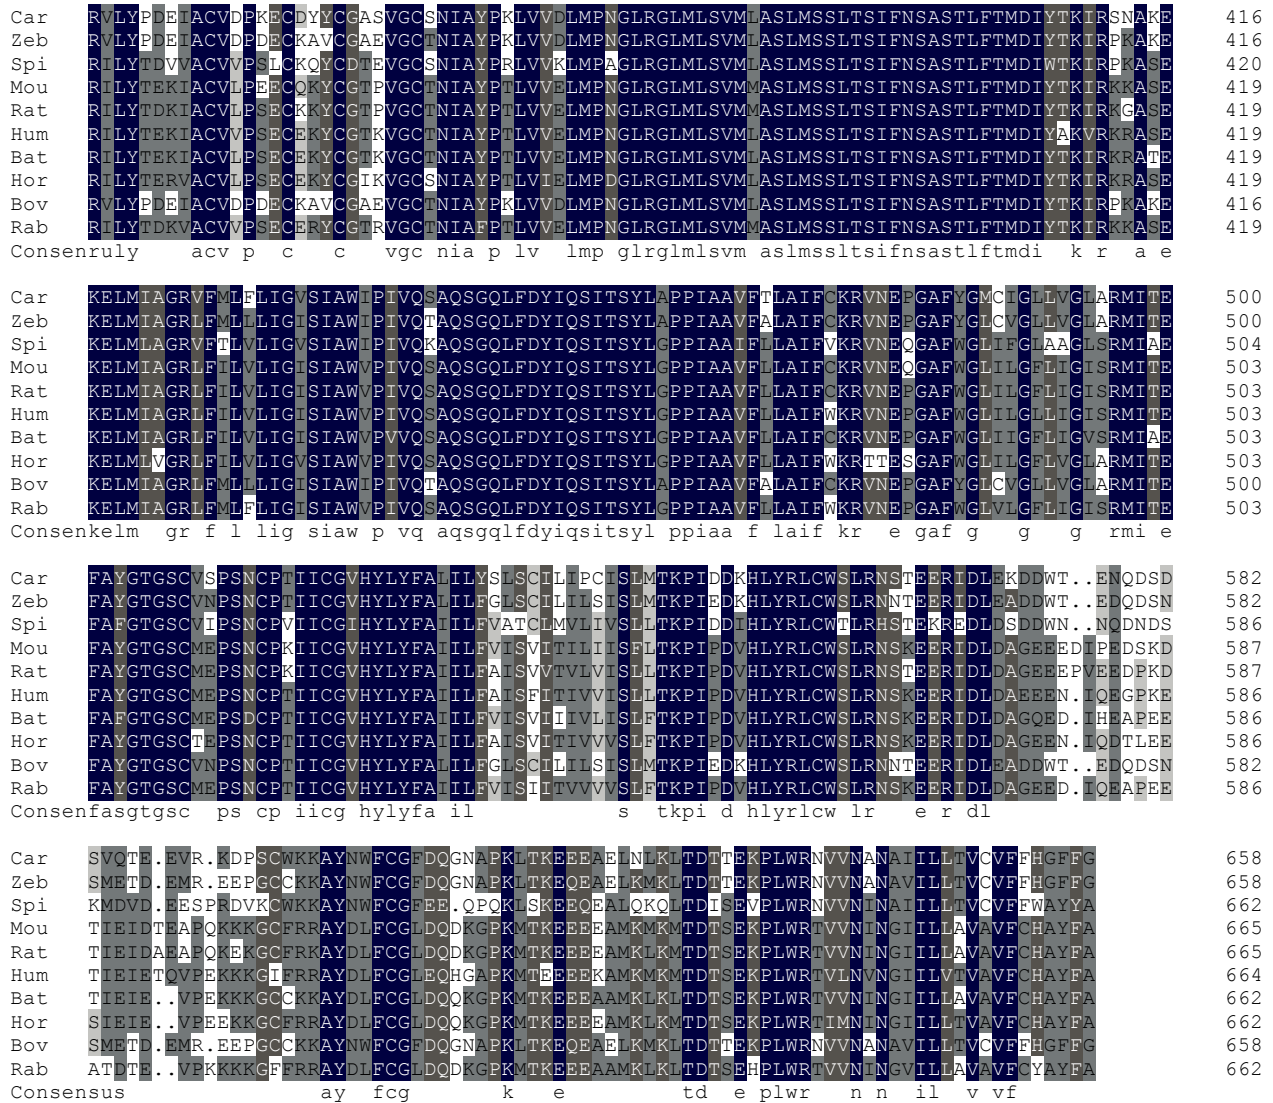 Car RVLYPDEIACVDPKECDYYCGASVGCSNIAYPKLVVDLMPNGLRGLMLSVMLASLMSSLTSIFNSASTLFTMDIYTKIRSNAKE 416
Zeb RVLYPDEIACVDPDECKAVCGAEVGCTNIAYPKLVVDLMPNGLRGLMLSVMLASLMSSLTSIFNSASTLFTMDIYTKIRPKAKE 416
Spi RILYTDVVACVVPSLCKQYCDTEVGCSNIAYPRLVVKLMPAGLRGLMLSVMLASLMSSLTSIFNSASTLFTMDIWTKIRPKASE 420
Mou RILYTEKIACVLPEECQKYCGTPVGCTNIAYPTLVVELMPNGLRGLMLSVMMASLMSSLTSIFNSASTLFTMDIYTKIRKKASE 419
Rat RILYTEKIACVLPSECKKYCGTPVGCTNIAYPTLVVELMPNGLRGLMLSVMMASLMSSLTSIFNSASTLFTMDIYTKIRKGASE 419
Hum RILYTEKIACVVPSECEKYCGTKVGCTNIAYPTLVVELMPNGLRGLMLSVMLASLMSSLTSIFNSASTLFTMDIYAKVRKRASE 419
Bat RILYTEKIACVLPSECEKYCGTKVGCTNIAYPTLVVELMPNGLRGLMLSVMLASLMSSLTSIFNSASTLFTMDIYTKIRKRATE 419
Hor RILYTERVACVLPSECEKYCGIKVGCSNIAYPTLVIELMPDGLRGLMLSVMLASLMSSLTSIFNSASTLFTMDIYTKIRKRASE 419
Bov RVLYPDEIACVDPDECKAVCGAEVGCTNIAYPKLVVDLMPNGLRGLMLSVMLASLMSSLTSIFNSASTLFTMDIYTKIRPKAKE 416
Rab RILYTDKVACVVPSECERYCGTRVGCTNIAFPTLVVELMPNGLRGLMLSVMMASLMSSLTSIFNSASTLFTMDIYTKIRKKASE 419
Consenruly acv p c c vgc nia p lv lmp glrglmlsvm aslmssltsifnsastlftmdi k r a e
Car KELMIAGRVFMLFLIGVSIAWIPIVQSAQSGQLFDYIQSITSYLAPPIAAVFTLAIFCKRVNEPGAFYGMCIGLLVGLARMITE 500
Zeb KELMIAGRLFMLLLIGISIAWIPIVQTAQSGQLFDYIQSITSYLAPPIAAVFALAIFCKRVNEPGAFYGLCVGLLVGLARMITE 500
Spi KELMLAGRVFTLVLIGVSIAWIPIVQKAQSGQLFDYIQSITSYLGPPIAAIFLLAIFVKRVNEQGAFWGLIFGLAAGLSRMIAE 504
Mou KELMIAGRLFILVLIGISIAWVPIVQSAQSGQLFDYIQSITSYLGPPIAAVFLLAIFCKRVNEQGAFWGLILGFLIGISRMITE 503
Rat KELMIAGRLFILVLIGISIAWVPIVQSAQSGQLFDYIQSITSYLGPPIAAVFLLAIFCKRVNEPGAFWGLILGFLIGISRMITE 503
Hum KELMIAGRLFILVLIGISIAWVPIVQSAQSGQLFDYIQSITSYLGPPIAAVFLLAIFWKRVNEPGAFWGLILGLLIGISRMITE 503
Bat KELMIAGRLFILVLIGISIAWVPVVQSAQSGQLFDYIQSITSYLGPPIAAVFLLAIFCKRVNEPGAFWGLIIGFLIGVSRMIAE 503
Hor KELMLVGRLFILVLIGVSIAWVPIVQSAQSGQLFDYIQSITSYLGPPIAAVFLLAIFWKRTTESGAFWGLILGFLVGLARMITE 503
Bov KELMIAGRLFMLLLIGISIAWIPIVQTAQSGQLFDYIQSITSYLAPPIAAVFALAIFCKRVNEPGAFYGLCVGLLVGLARMITE 500
Rab KELMIAGRLFMLFLIGISIAWVPIVQSAQSGQLFDYIQSITSYLGPPIAAVFLLAIFWKRVNEPGAFWGLVLGFLIGISRMITE 503
Consenkelm gr f l lig siaw p vq aqsgqlfdyiqsitsyl ppiaa f laif kr e gaf g g g rmi e
Car FAYGTGSCVSPSNCPTIICGVHYLYFALILYSLSCILIPCISLMTKPIDDKHLYRLCWSLRNSTEERIDLEKDDWT..ENQDSD 582
Zeb FAYGTGSCVNPSNCPTIICGVHYLYFALILFGLSCILILSISLMTKPIEDKHLYRLCWSLRNNTEERIDLEADDWT..EDQDSN 582
Spi FAFGTGSCVIPSNCPVIICGIHYLYFAIILFVATCLMVLIVSLLTKPIDDIHLYRLCWTLRHSTEKREDLDSDDWN..NQDNDS 586
Mou FAYGTGSCMEPSNCPKIICGVHYLYFAIILFVISVITILIISFLTKPIPDVHLYRLCWSLRNSKEERIDLDAGEEEDIPEDSKD 587
Rat FAYGTGSCMEPSNCPKIICGVHYLYFAIILFAISVVTVLVISLLTKPIPDVHLYRLCWSLRNSTEERIDLDAGEEEPVEEDPKD 587
Hum FAYGTGSCMEPSNCPTIICGVHYLYFAIILFAISFITIVVISLLTKPIPDVHLYRLCWSLRNSKEERIDLDAEEEN.IQEGPKE 586
Bat FAFGTGSCMEPSDCPTIICGVHYLYFAIILFVISVIIIVLISLFTKPIPDVHLYRLCWSLRNSKEERIDLDAGQED.IHEAPEE 586
Hor FAYGTGSCTEPSNCPTIICGVHYLYFAIILFAISVITIVVVSLFTKPIPDVHLYRLCWSLRNSKEERIDLDAGEEN.IQDTLEE 586
Bov FAYGTGSCVNPSNCPTIICGVHYLYFALILFGLSCILILSISLMTKPIEDKHLYRLCWSLRNNTEERIDLEADDWT..EDQDSN 582
Rab FAYGTGSCMEPSNCPTIICGVHYLYFAIILFVISIITVVVVSLFTKPIPDVHLYRLCWSLRNSKEERIDLDAGEED.IQEAPEE 586
Consenfasgtgsc ps cp iicg hylyfa il s tkpi d hlyrlcw lr e r dl
Car SVQTE.EVR.KDPSCWKKAYNWFCGFDQGNAPKLTKEEEAELNLKLTDTTEKPLWRNVVNANAIILLTVCVFFHGFFG 658
Zeb SMETD.EMR.EEPGCCKKAYNWFCGFDQGNAPKLTKEQEAELKMKLTDTTEKPLWRNVVNANAVILLTVCVFFHGFFG 658
Spi KMDVD.EESPRDVKCWKKAYNWFCGFEE.QPQKLSKEEQEALQKQLTDISEVPLWRNVVNINAIILLTVCVFFWAYYA 662
Mou TIEIDTEAPQKKKGCFRRAYDLFCGLDQDKGPKMTKEEEEAMKMKMTDTSEKPLWRTVVNINGIILLAVAVFCHAYFA 665
Rat TIEIDAEAPQKEKGCFRRAYDLFCGLDQDKGPKMTKEEEEAMKMKMTDTSEKPLWRTVVNINGIILLAVAVFCHAYFA 665
Hum TIEIETQVPEKKKGIFRRAYDLFCGLEQHGAPKMTEEEEKAMKMKMTDTSEKPLWRTVLNVNGIILVTVAVFCHAYFA 664
Bat TIEIE..VPEKKKGCCKKAYDLFCGLDQQKGPKMTKEEEAAMKLKLTDTSEKPLWRTVVNINGIILLAVAVFCHAYFA 662
Hor SIEIE..VPEEKKGCFRRAYDLFCGLDQQKGPKMTKEEEEAMKLKMTDTSEKPLWRTIMNINGIILLTVAVFCHAYFA 662
Bov SMETD.EMR.EEPGCCKKAYNWFCGFDQGNAPKLTKEQEAELKMKLTDTTEKPLWRNVVNANAVILLTVCVFFHGFFG 658
Rab ATDTE..VPKKKKGFFRRAYDLFCGLDQDKGPKMTKEEEAAMKLKLTDTSEHPLWRTVVNINGVILLAVAVFCYAYFA 662
Consensus ay fcg k e td e plwr n n il v vf